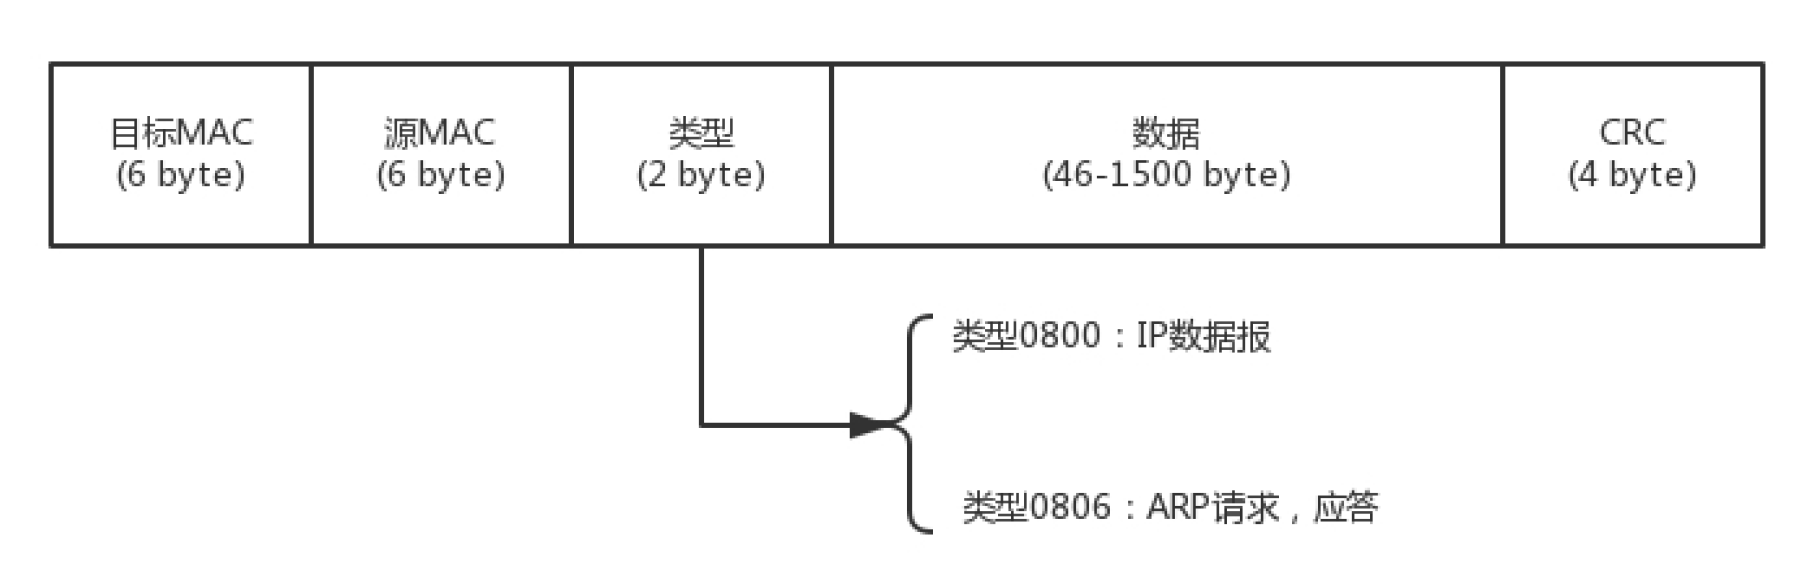 目标MAC
(6 byte)
源MAC
(6 byte)
类型
(2 byte)
数据
(46-1500 byte)
CRC
(4 byte)
类型0800：IP数据报
类型0806：ARP请求，应答